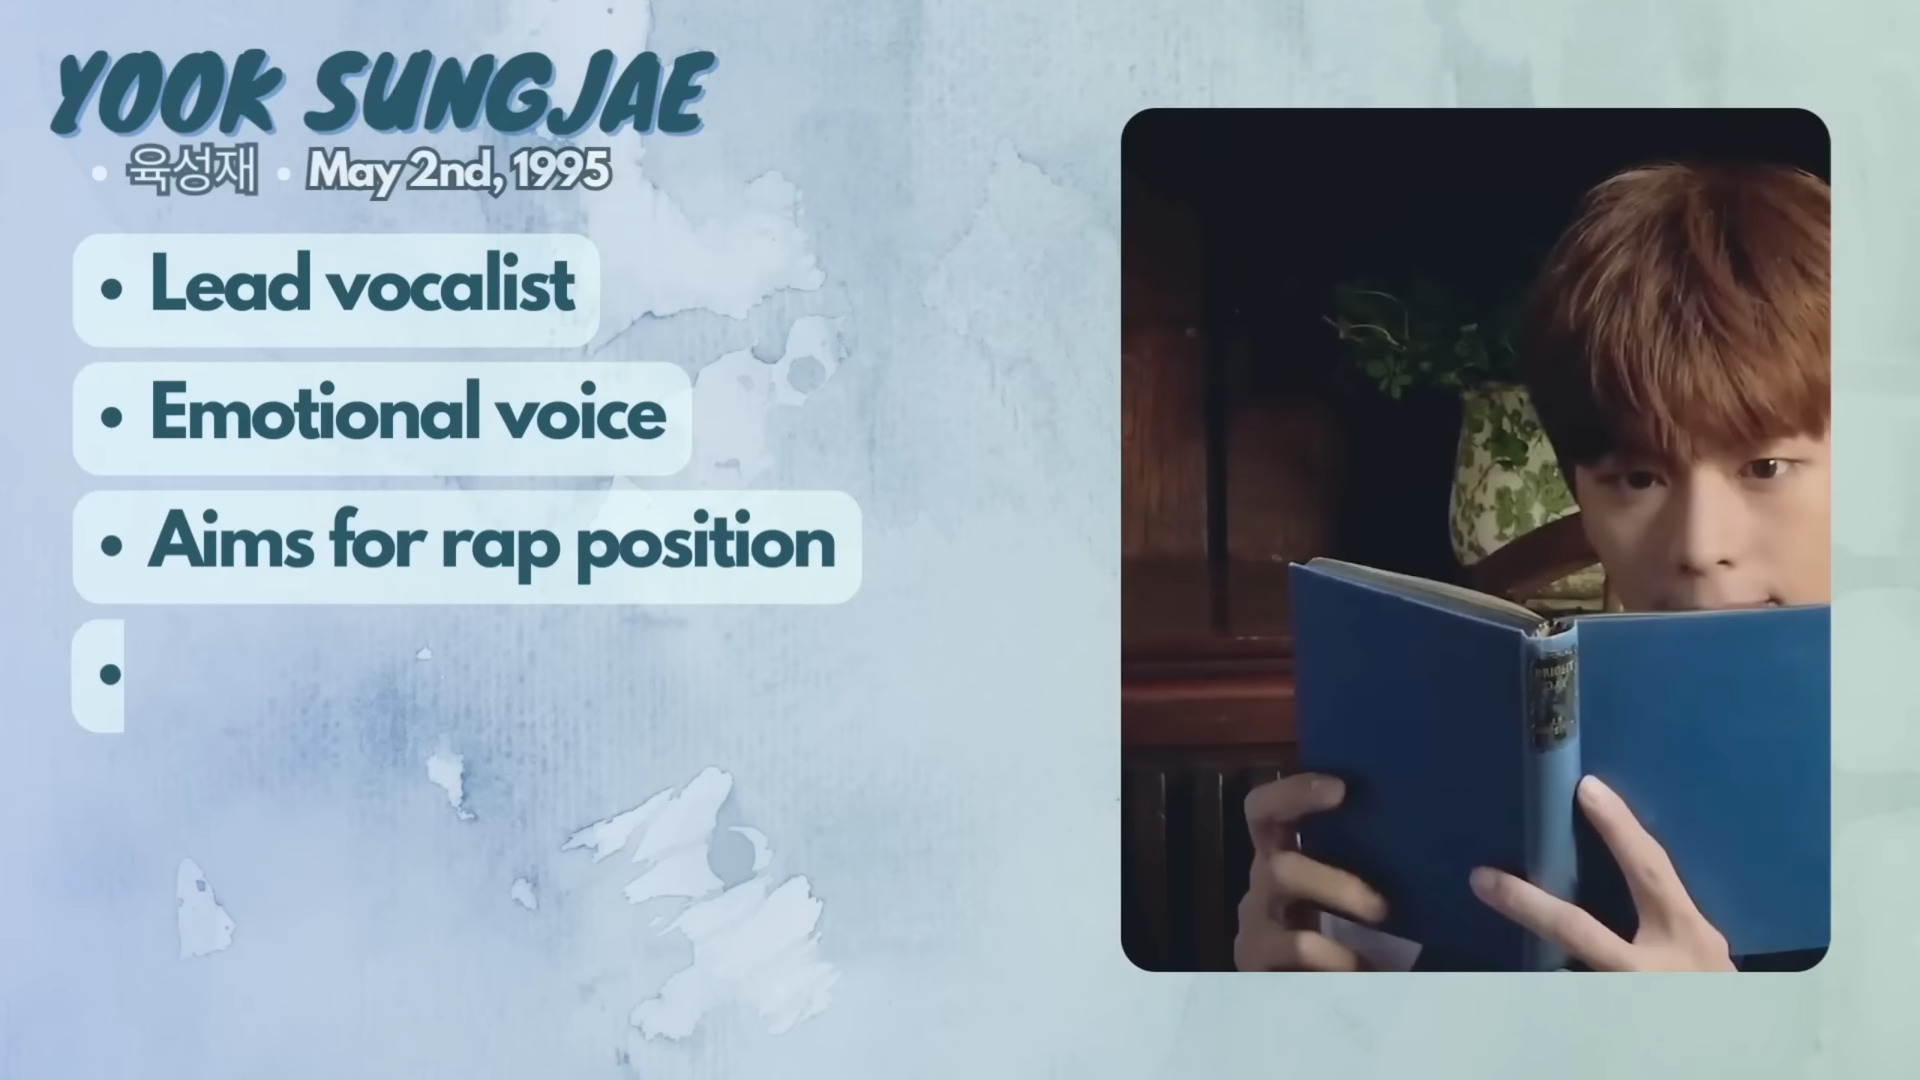 YOOK SUNGJAE
• 육성재 • May 2nd, 1995
• Lead vocalist
• Emotional voice
• Aims for rap position
•